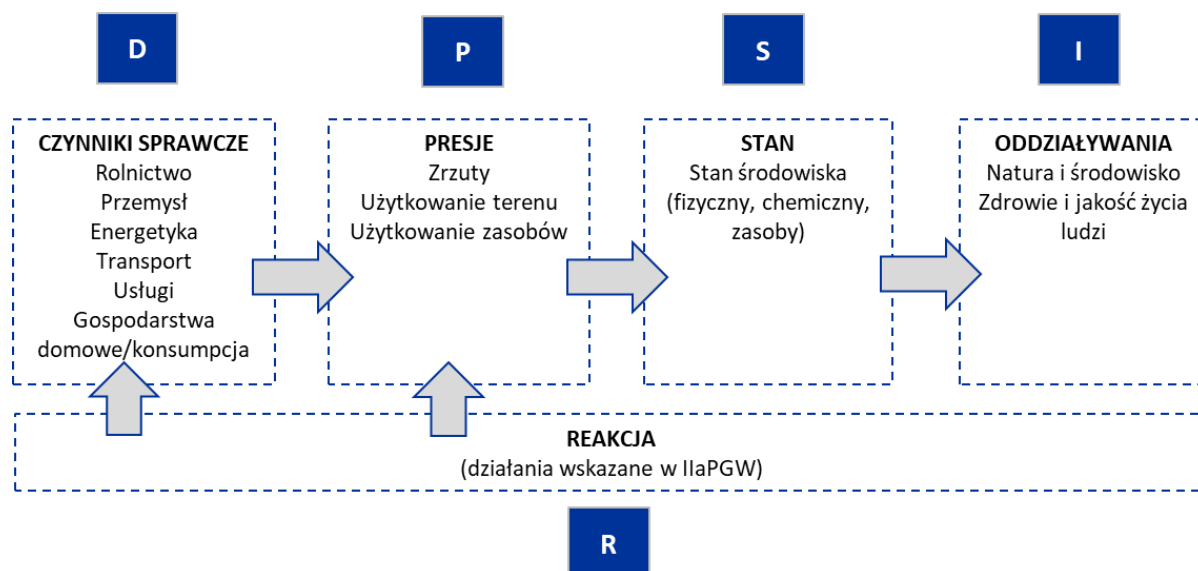 D
P
S
I
CZYNNIKI SPRAWCZE
Rolnictwo
Przemysł
Energetyka
Transport
Usługi
Gospodarstwa
domowe/konsumpcja
PRESJE
Zrzuty
Użytkowanie terenu
Użytkowanie zasobów
STAN
Stan środowiska
(fizyczny, chemiczny,
zasoby)
ODDZIAŁYWANIA
Natura i środowisko
Zdrowie i jakość życia
ludzi
REAKCJA
(działania wskazane w IIaPGW)
R